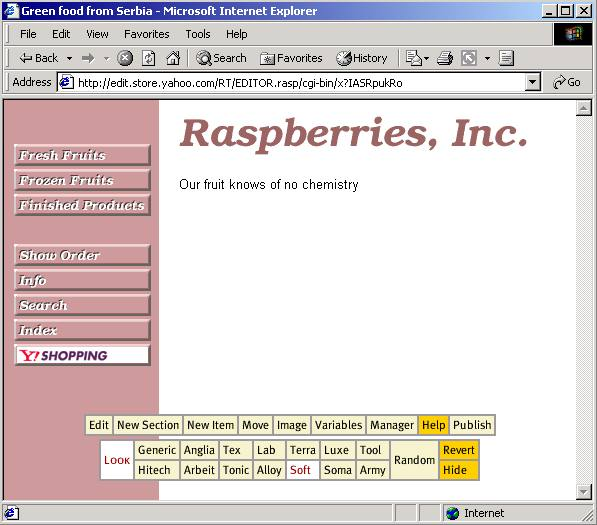 Green food from Serbia - Microsoft Internet Explorer
File Edit View Favorites Tools Help
Back Search Favorites History
Address http://edit.store.yahoo.com/RT/EDITOR.rasp/cgi-bin/x?IASRpukRo Go
Raspberries, Inc.
Our fruit knows of no chemistry
Fresh Fruits
Frozen Fruits
Finished Products
Show Order
Info
Search
Index
Y! SHOPPING
Edit New Section New Item Move Image Variables Manager Help Publish
Look Generic Anglia Tex Lab Terra Luxe Tool Random Revert
Hitech Arbeit Tonic Alloy Soft Soma Army Hide
Internet